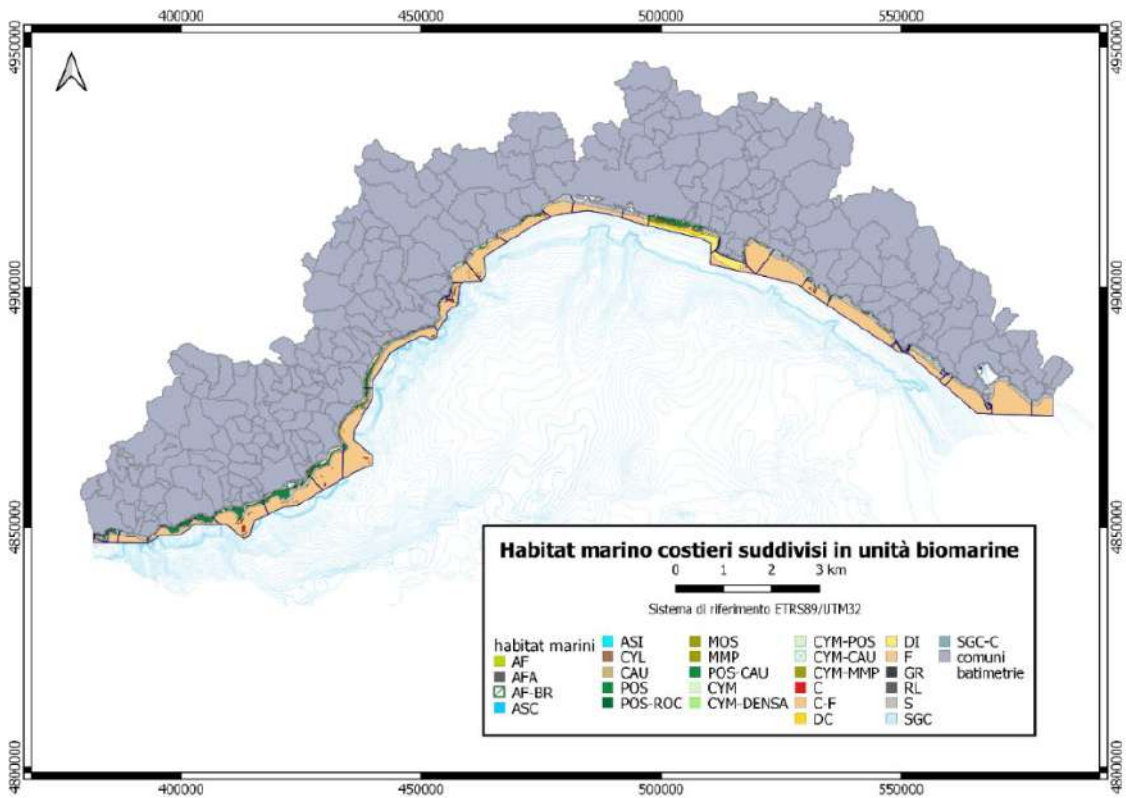 400000 450000 500000 550000
4950000 4950000
4900000 4900000
4850000 4850000
4800000 4800000
400000 450000 500000 550000
Habitat marino costieri suddivisi in unità biomarine
0 1 2 3 km
Sistema di riferimento ETRS89/UTM32
habitat marini
AF
AFA
AF-BR
ASC
ASI
CYL
CAU
POS
POS-ROC
MOS
MMP
POS-CAU
CYM
CYM-DENSA
CYM-POS
CYM-CAU
CYM-MMP
C
C-F
DC
DI
F
GR
RL
S
SGC
SGC-C
comuni
batimetrie